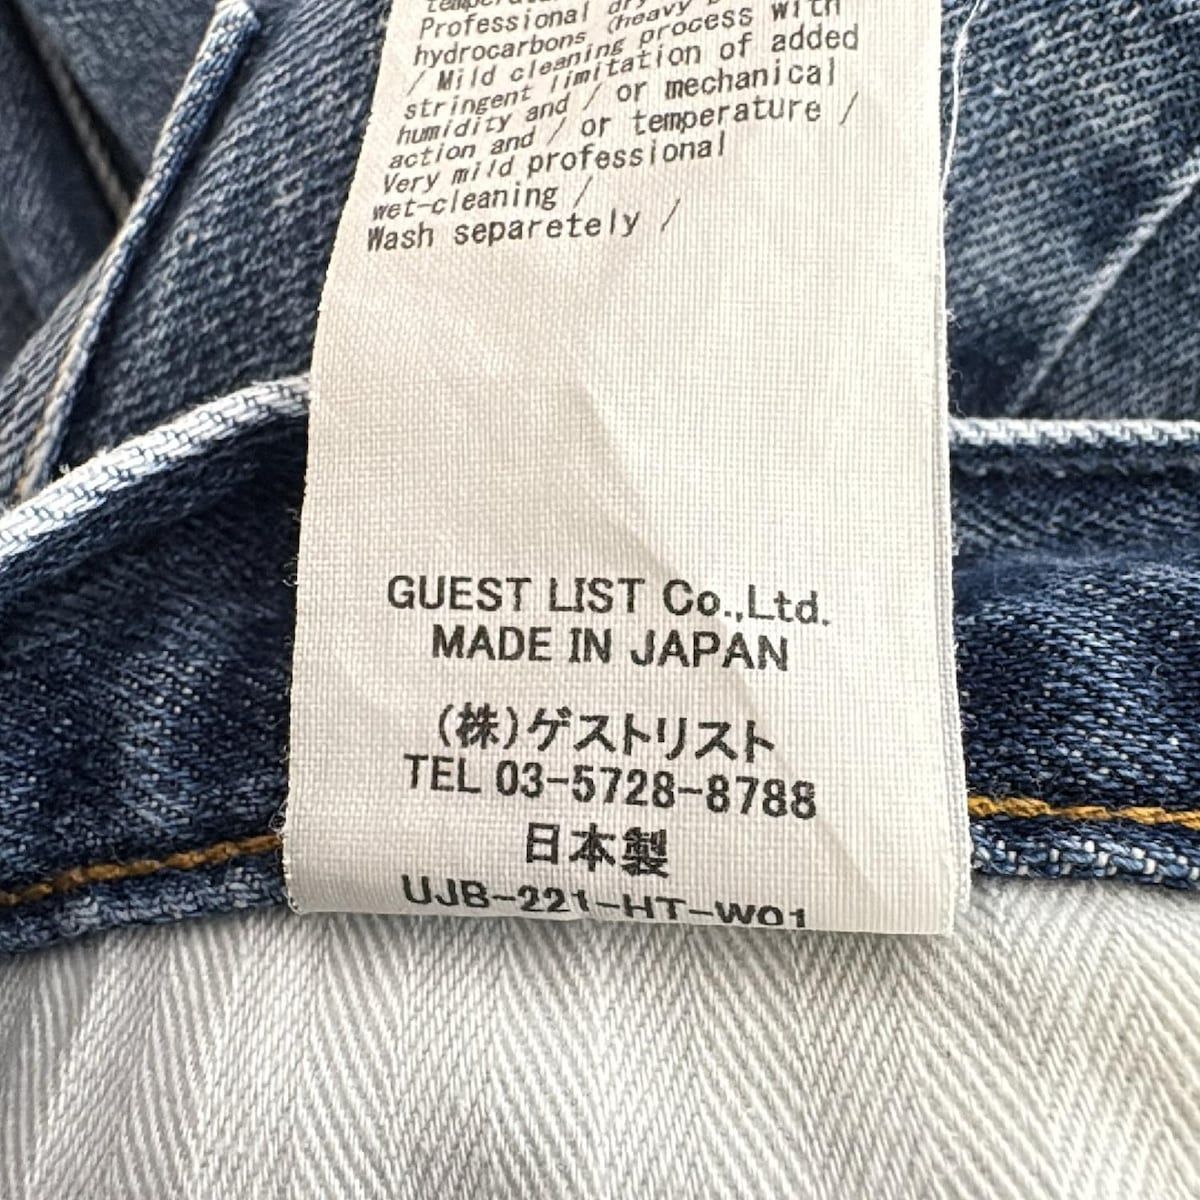 Professional dry
hydrocarbons (heavy
/ Mild cleaning process with
stringent limitation of added
humidity and / or mechanical
action and / or temperature /
Very mild professional
wet-cleaning /
Wash separetely /
GUEST LIST Co.,Ltd.
MADE IN JAPAN
(株)ゲストリスト
TEL 03-5728-8788
日本製
UJB-221-HT-W01